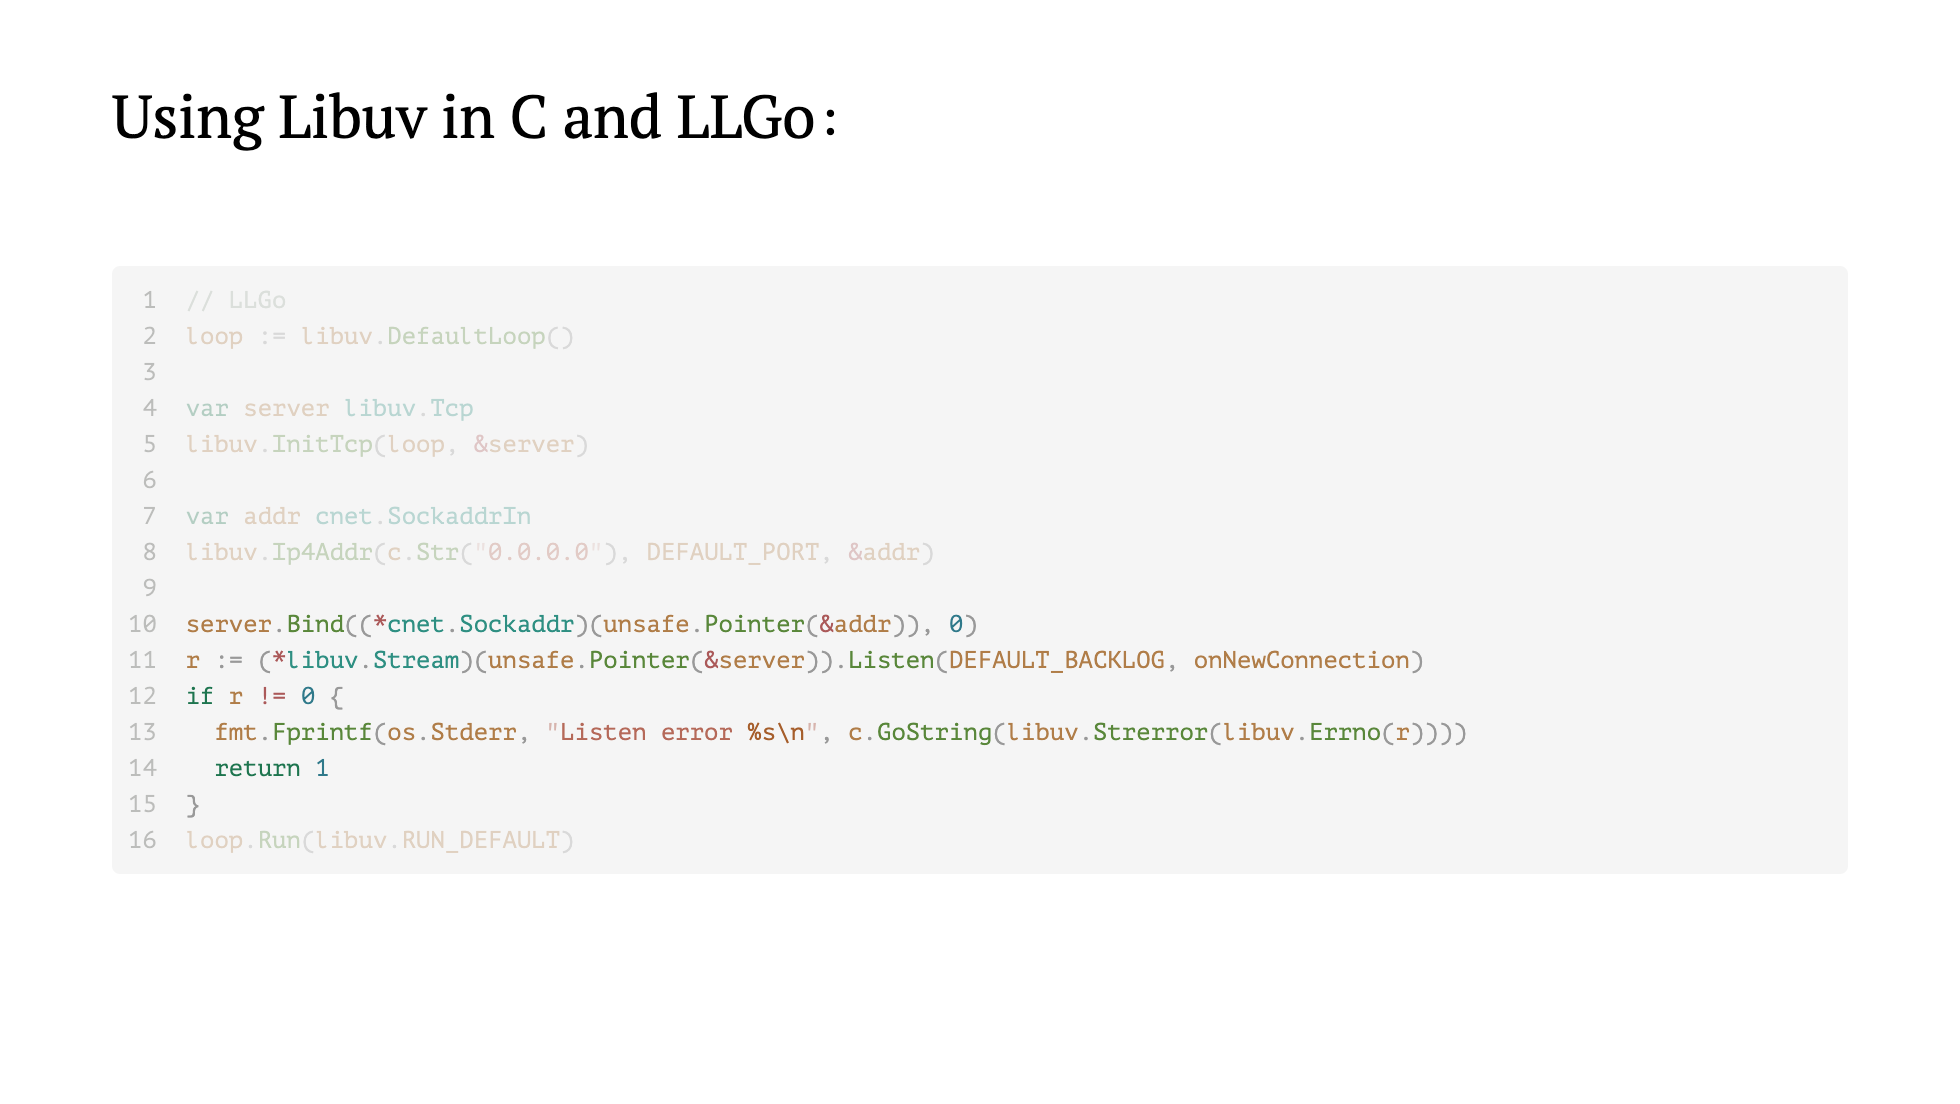 Using Libuv in C and LLGo：
1 // LLGo
2 loop := libuv.DefaultLoop()
3
4 var server libuv.Tcp
5 libuv.InitTcp(loop, &server)
6
7 var addr cnet.SockaddrIn
8 libuv.Ip4Addr(c.Str("0.0.0.0"), DEFAULT_PORT, &addr)
9
10 server.Bind((*cnet.Sockaddr)(unsafe.Pointer(&addr)), 0)
11 r := (*libuv.Stream)(unsafe.Pointer(&server)).Listen(DEFAULT_BACKLOG, onNewConnection)
12 if r != 0 {
13   fmt.Fprintf(os.Stderr, "Listen error %s\n", c.GoString(libuv.Strerror(libuv.Errno(r))))
14   return 1
15 }
16 loop.Run(libuv.RUN_DEFAULT)